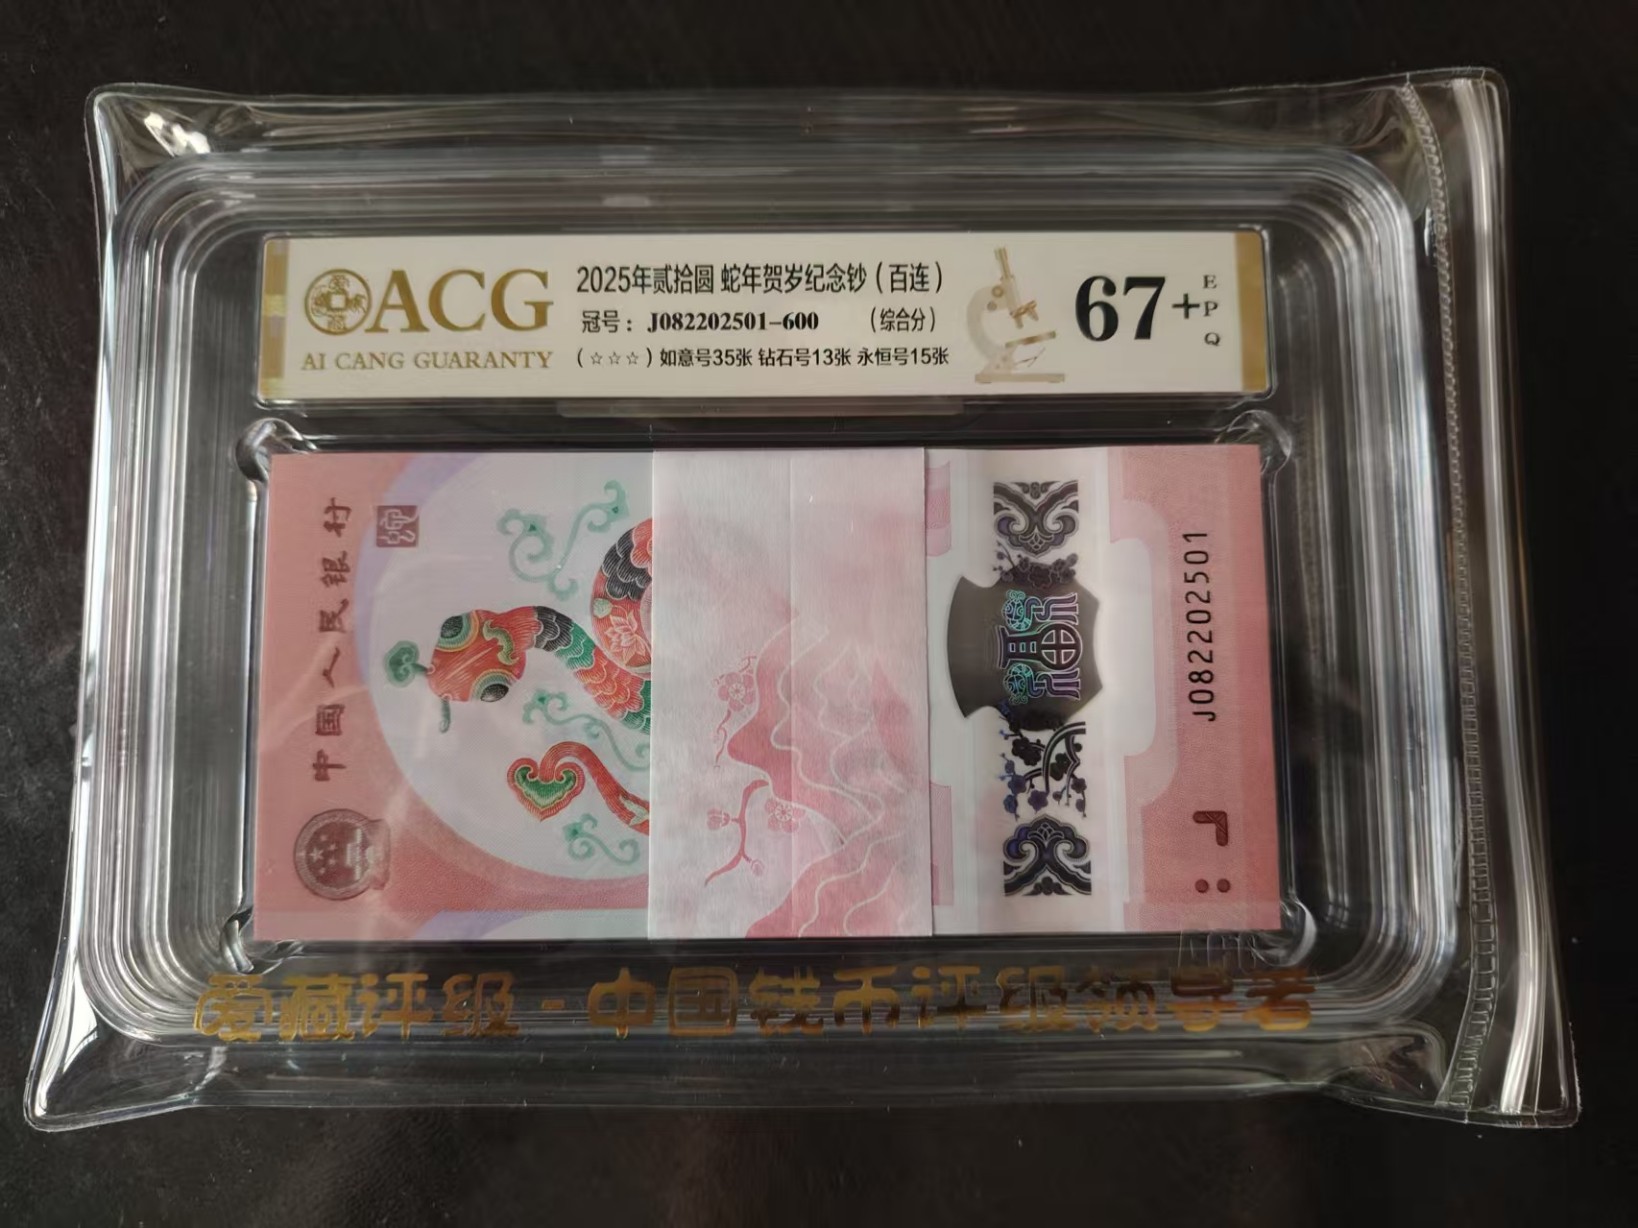 ACG
AI CANG GUARANTY
2025年贰拾圆 蛇年贺岁纪念钞（百连）
冠号：J082202501-600 （综合分）
（☆☆☆）如意号35张 钻石号13张 永恒号15张
67+
EPQ
中国人民银行
J082202501
爱藏评级-中国钱币评级领导者